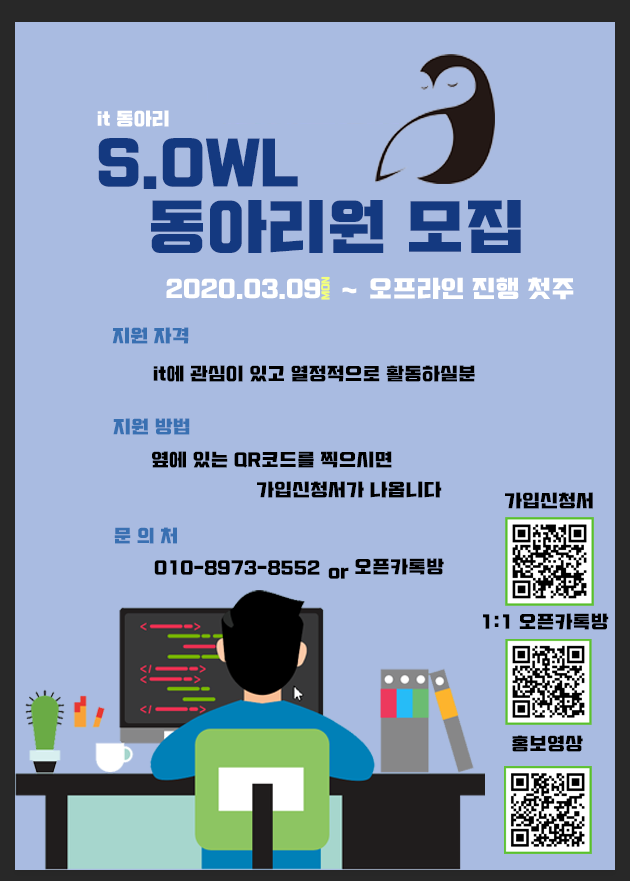 it 동아리
S.OWL
동아리원 모집
2020.03.09 MON ~ 오프라인 진행 첫주
지원 자격
it에 관심이 있고 열정적으로 활동하실분
지원 방법
옆에 있는 QR코드를 찍으시면
가입신청서가 나옵니다
문 의 처
010-8973-8552 or 오픈카톡방
가입신청서
1:1 오픈카톡방
홍보영상